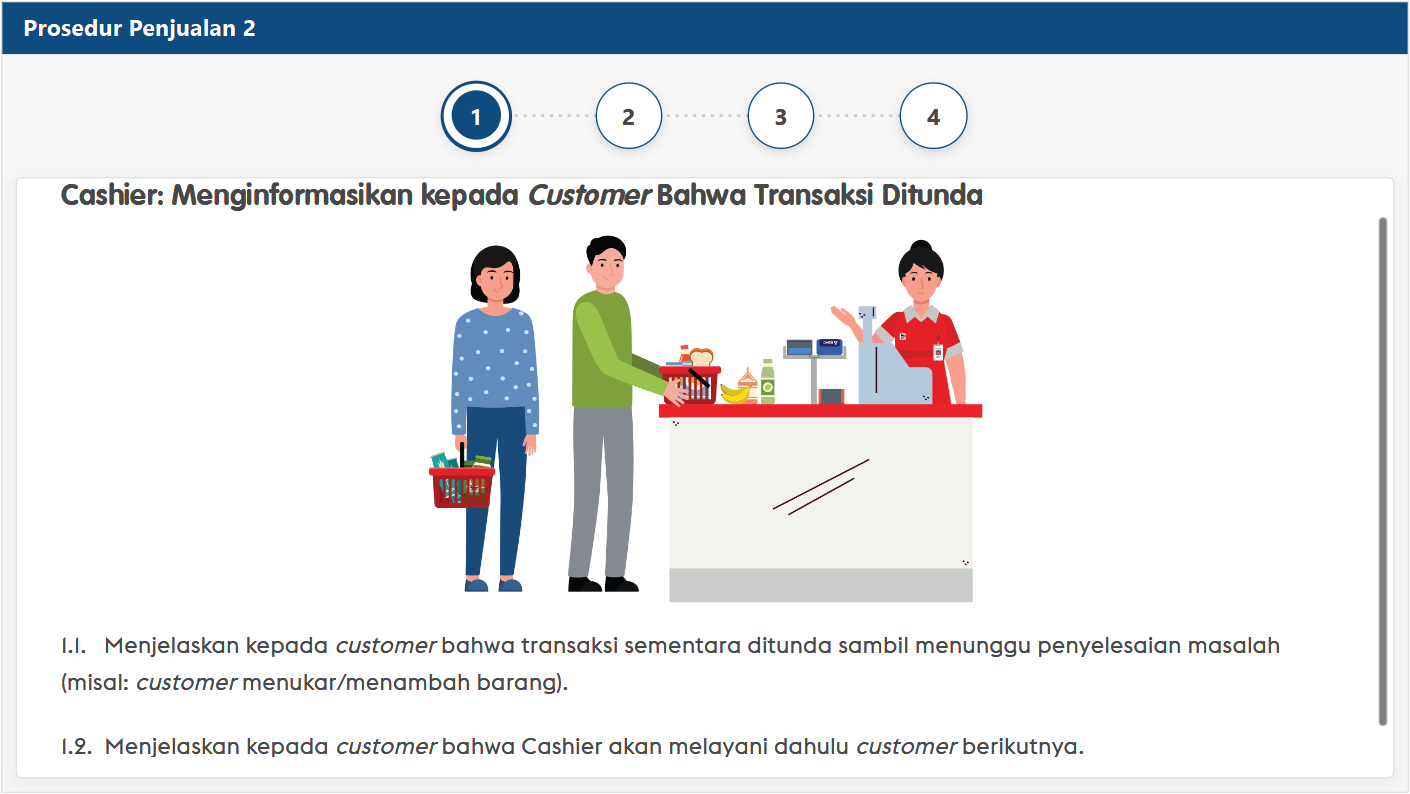 Prosedur Penjualan 2
1 2 3 4
Cashier: Menginformasikan kepada Customer Bahwa Transaksi Ditunda
1.1. Menjelaskan kepada customer bahwa transaksi sementara ditunda sambil menunggu penyelesaian masalah
(misal: customer menukar/menambah barang).
1.2. Menjelaskan kepada customer bahwa Cashier akan melayani dahulu customer berikutnya.